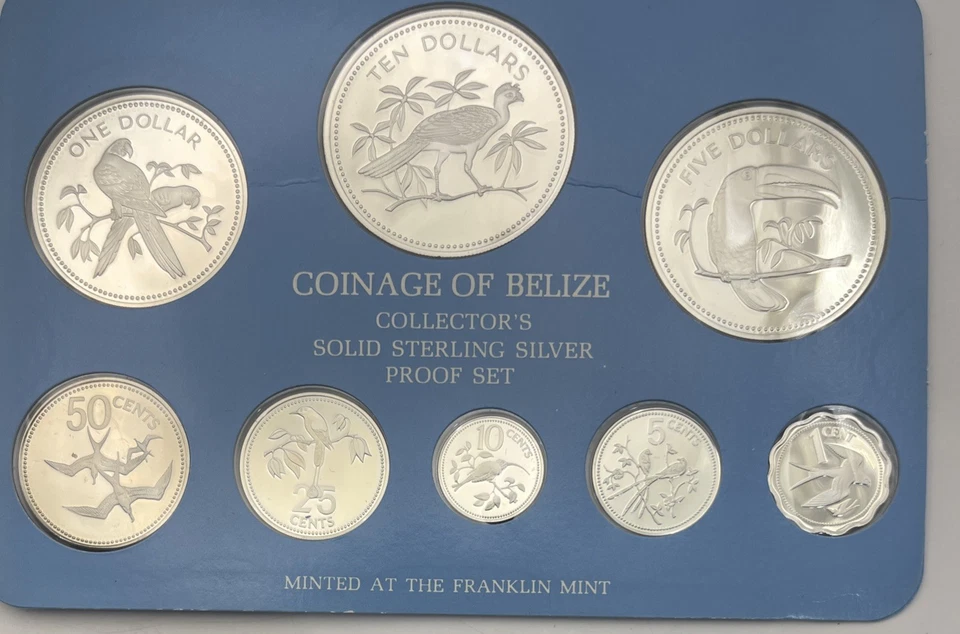 TEN DOLLARS
ONE DOLLAR
FIVE DOLLARS
COINAGE OF BELIZE
COLLECTOR'S
SOLID STERLING SILVER
PROOF SET
50 CENTS
25
CENTS
10 CENTS
5 CENTS
1 CENT
MINTED AT THE FRANKLIN MINT